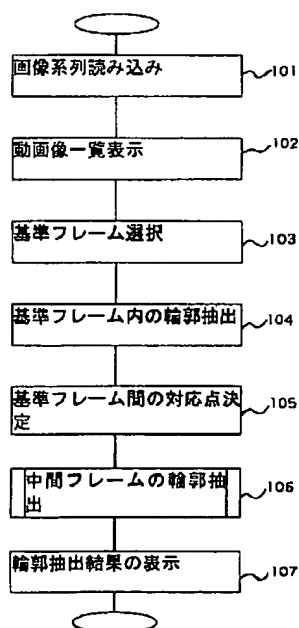 画像系列読み込み
101
動画像一覧表示
102
基準フレーム選択
103
基準フレーム内の輪郭抽出
104
基準フレーム間の対応点決
定
105
中間フレームの輪郭抽
出
106
輪郭抽出結果の表示
107